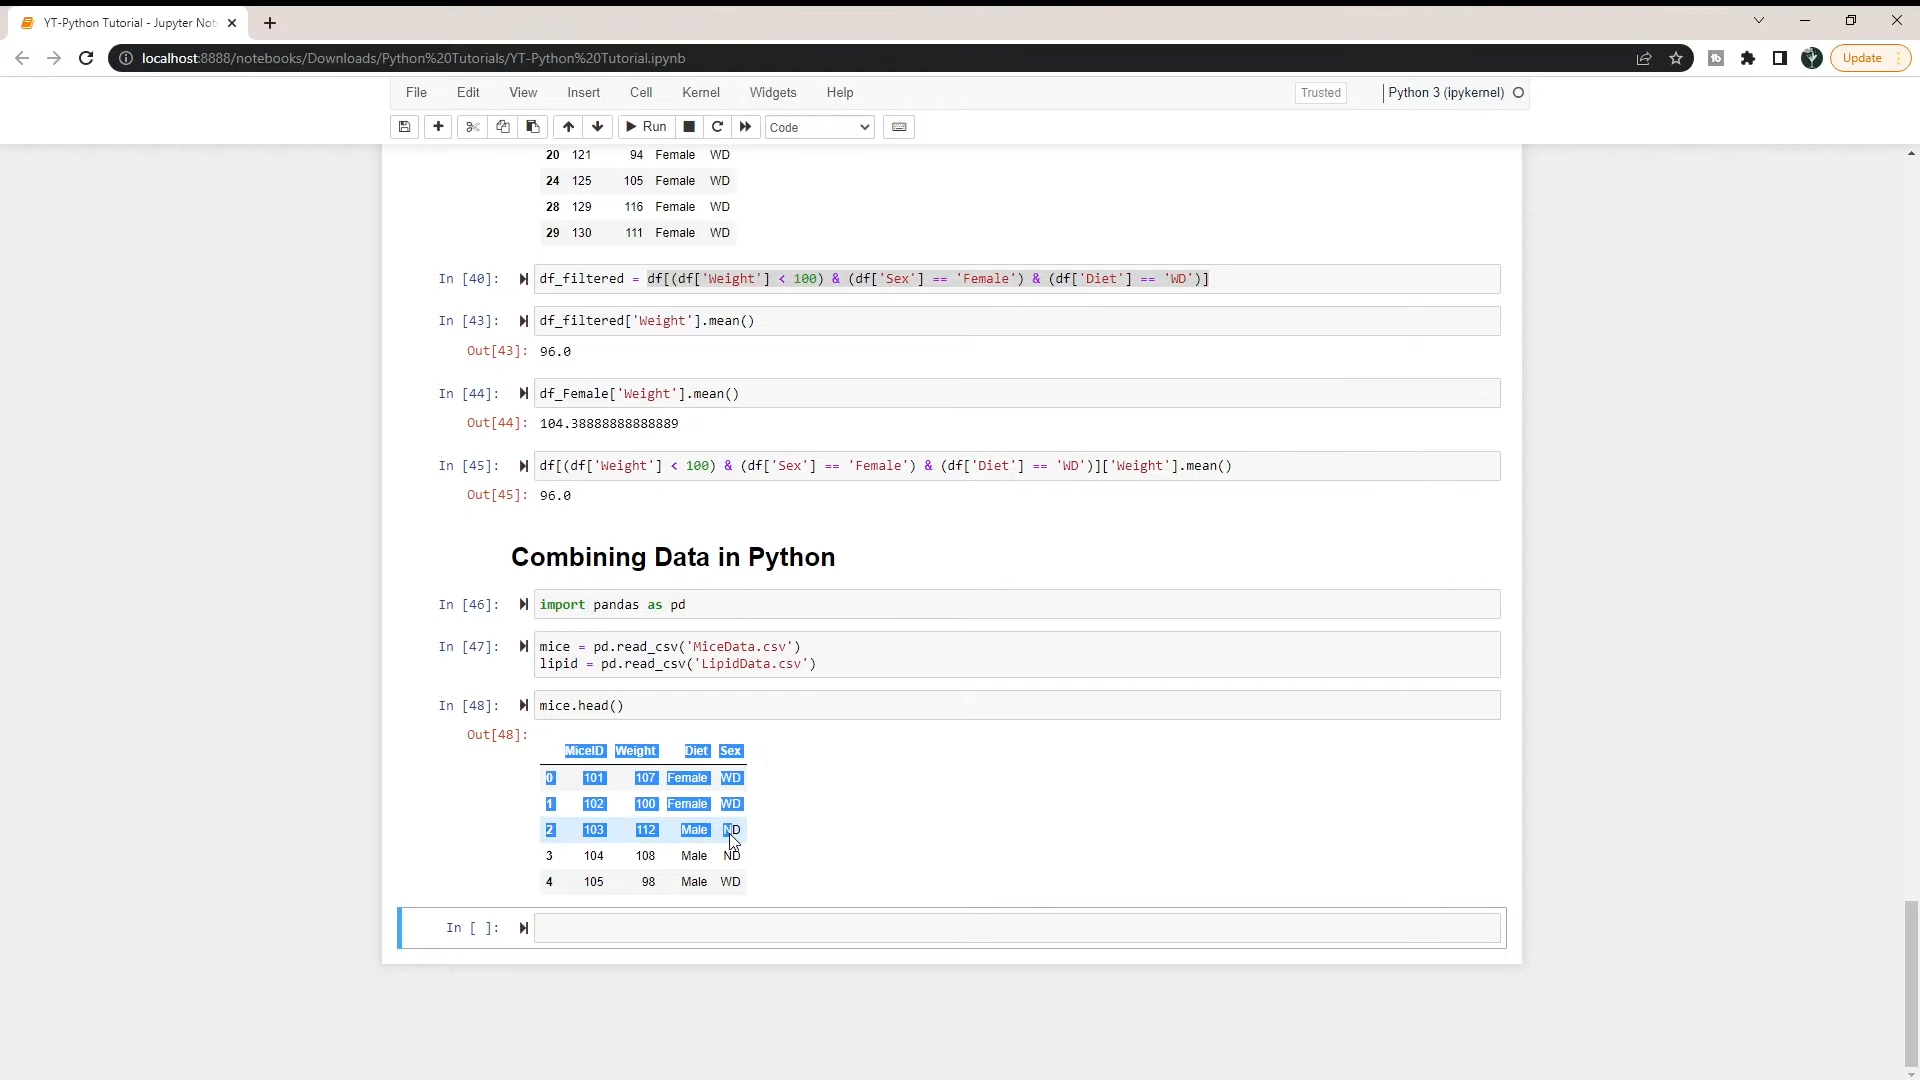 YT-Python Tutorial - Jupyter Not
localhost:8888/notebooks/Downloads/Python%20Tutorials/YT-Python%20Tutorial.ipynb
Update
File Edit View Insert Cell Kernel Widgets Help
Trusted
Python 3 (ipykernel)
Run
Code
20 121 94 Female WD
24 125 105 Female WD
28 129 116 Female WD
29 130 111 Female WD
In [40]: df_filtered = df[(df['Weight'] < 100) & (df['Sex'] == 'Female') & (df['Diet'] == 'WD')]
In [43]: df_filtered['Weight'].mean()
Out[43]: 96.0
In [44]: df_Female['Weight'].mean()
Out[44]: 104.38888888888889
In [45]: df[(df['Weight'] < 100) & (df['Sex'] == 'Female') & (df['Diet'] == 'WD')]['Weight'].mean()
Out[45]: 96.0
Combining Data in Python
In [46]: import pandas as pd
In [47]: mice = pd.read_csv('MiceData.csv')
lipid = pd.read_csv('LipidData.csv')
In [48]: mice.head()
Out[48]:
MiceID Weight Diet Sex
0 101 107 Female WD
1 102 100 Female WD
2 103 112 Male ND
3 104 108 Male ND
4 105 98 Male WD
In [ ]: